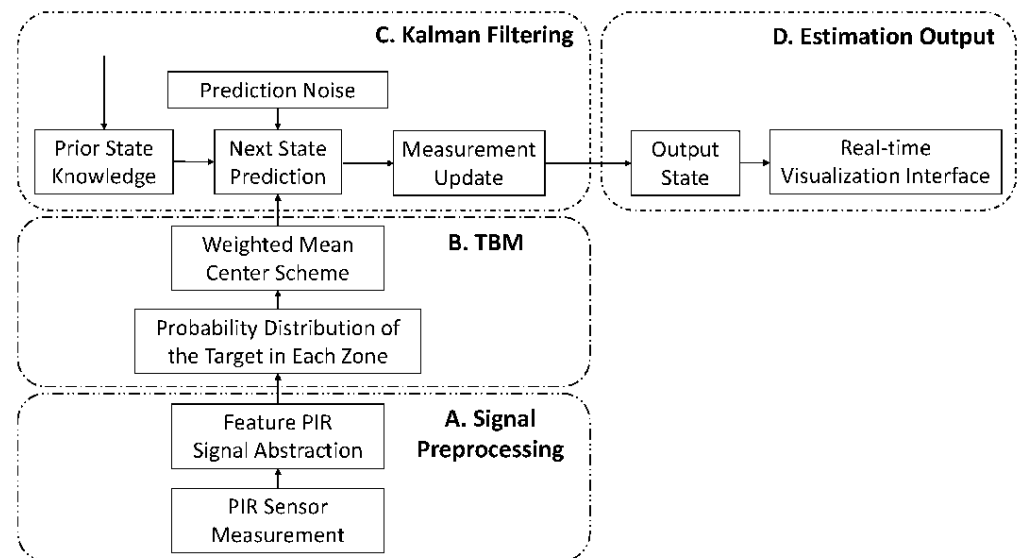 C. Kalman Filtering
D. Estimation Output
Prediction Noise
Prior State
Knowledge
Next State
Prediction
Measurement
Update
Output
State
Real-time
Visualization Interface
B. TBM
Weighted Mean
Center Scheme
Probability Distribution of
the Target in Each Zone
A. Signal
Preprocessing
Feature PIR
Signal Abstraction
PIR Sensor
Measurement